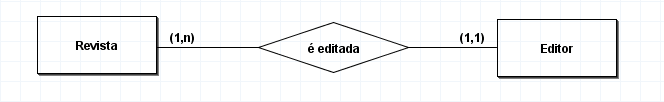 Revista
(1,n)
é editada
(1,1)
Editor